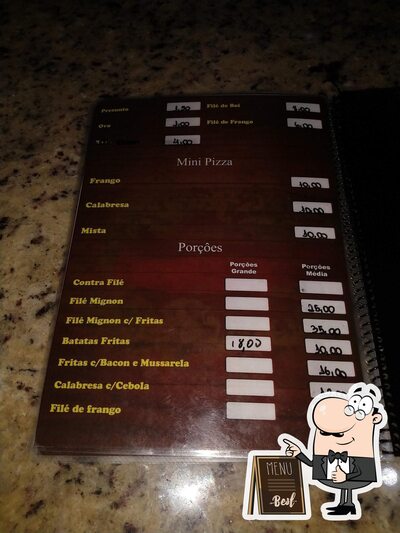 Presunto 1,50 Filé de Boi 7,00
Ovo 1,00 Filé de Frango 6,00
4,00
Mini Pizza
Frango 10,00
Calabresa 10,00
Mista 10,00
Porções
Porções Grande Porções Média
Contra Filé
Filé Mignon 25,00
Filé Mignon c/ Fritas 35,00
Batatas Fritas 18,00 10,00
Fritas c/Bacon e Mussarela 16,00
Calabresa c/Cebola
Filé de frango
MENU
Best